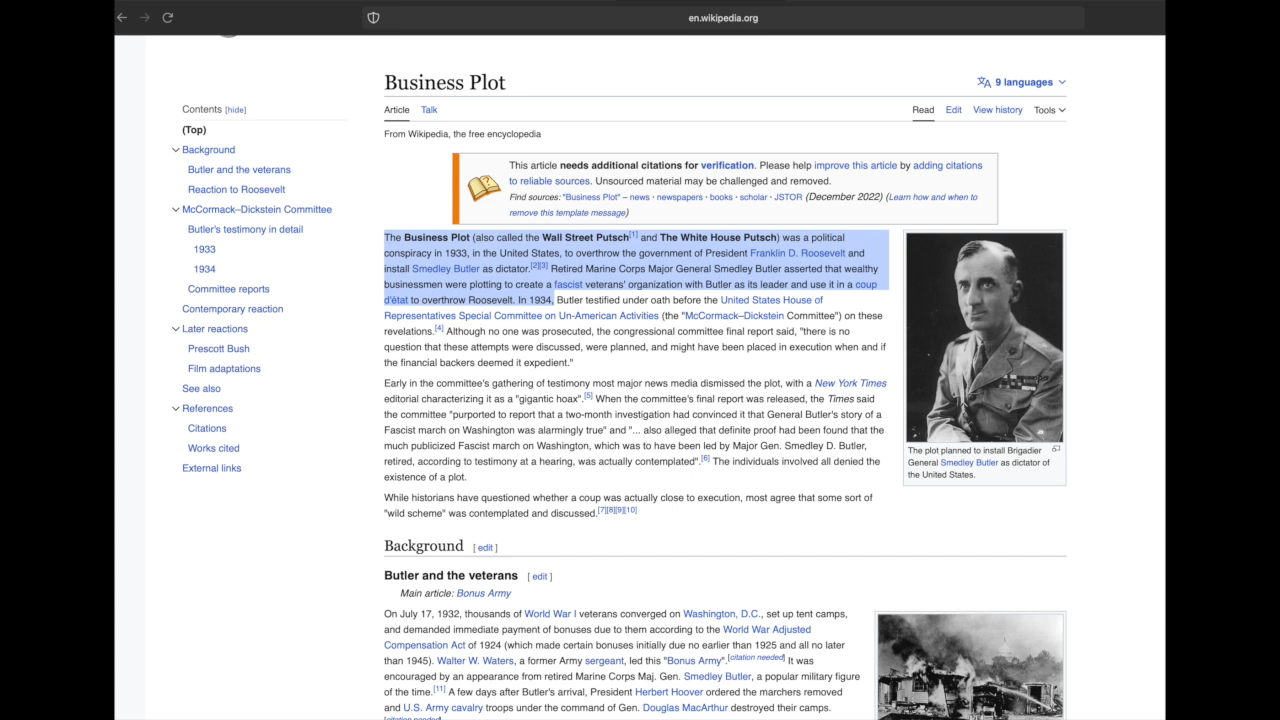 en.wikipedia.org
Business Plot
9 languages
Contents [hide]
(Top)
Background
Butler and the veterans
Reaction to Roosevelt
McCormack–Dickstein Committee
Butler's testimony in detail
1933
1934
Committee reports
Contemporary reaction
Later reactions
Prescott Bush
Film adaptations
See also
References
Citations
Works cited
External links
Article Talk
Read Edit View history Tools
From Wikipedia, the free encyclopedia
This article needs additional citations for verification. Please help improve this article by adding citations
to reliable sources. Unsourced material may be challenged and removed.
Find sources: "Business Plot" – news · newspapers · books · scholar · JSTOR (December 2022) (Learn how and when to
remove this template message)
The Business Plot (also called the Wall Street Putsch[1] and The White House Putsch) was a political
conspiracy in 1933, in the United States, to overthrow the government of President Franklin D. Roosevelt and
install Smedley Butler as dictator.[2][3] Retired Marine Corps Major General Smedley Butler asserted that wealthy
businessmen were plotting to create a fascist veterans' organization with Butler as its leader and use it in a coup
d'état to overthrow Roosevelt. In 1934, Butler testified under oath before the United States House of
Representatives Special Committee on Un-American Activities (the "McCormack–Dickstein Committee") on these
revelations.[4] Although no one was prosecuted, the congressional committee final report said, "there is no
question that these attempts were discussed, were planned, and might have been placed in execution when and if
the financial backers deemed it expedient."
Early in the committee's gathering of testimony most major news media dismissed the plot, with a New York Times
editorial characterizing it as a "gigantic hoax".[5] When the committee's final report was released, the Times said
the committee "purported to report that a two-month investigation had convinced it that General Butler's story of a
Fascist march on Washington was alarmingly true" and "... also alleged that definite proof had been found that the
much publicized Fascist march on Washington, which was to have been led by Major Gen. Smedley D. Butler,
retired, according to testimony at a hearing, was actually contemplated".[6] The individuals involved all denied the
existence of a plot.
While historians have questioned whether a coup was actually close to execution, most agree that some sort of
"wild scheme" was contemplated and discussed.[7][8][9][10]
The plot planned to install Brigadier
General Smedley Butler as dictator of
the United States.
Background [ edit ]
Butler and the veterans [ edit ]
Main article: Bonus Army
On July 17, 1932, thousands of World War I veterans converged on Washington, D.C., set up tent camps,
and demanded immediate payment of bonuses due to them according to the World War Adjusted
Compensation Act of 1924 (which made certain bonuses initially due no earlier than 1925 and all no later
than 1945). Walter W. Waters, a former Army sergeant, led this "Bonus Army".[citation needed] It was
encouraged by an appearance from retired Marine Corps Maj. Gen. Smedley Butler, a popular military figure
of the time.[11] A few days after Butler's arrival, President Herbert Hoover ordered the marchers removed
and U.S. Army cavalry troops under the command of Gen. Douglas MacArthur destroyed their camps.
[citation needed]